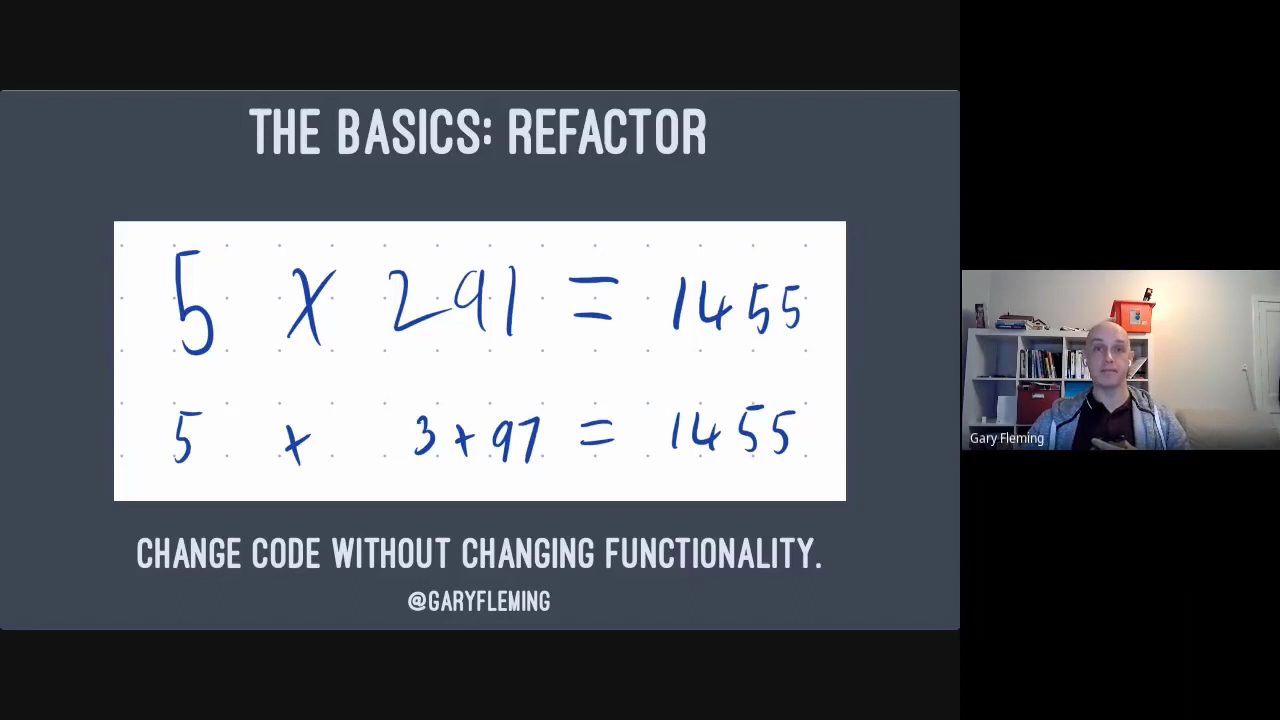 THE BASICS: REFACTOR
5 x 291 = 1455
5 x 3 x 97 = 1455
CHANGE CODE WITHOUT CHANGING FUNCTIONALITY.
@GARYFLEMING
Gary Fleming